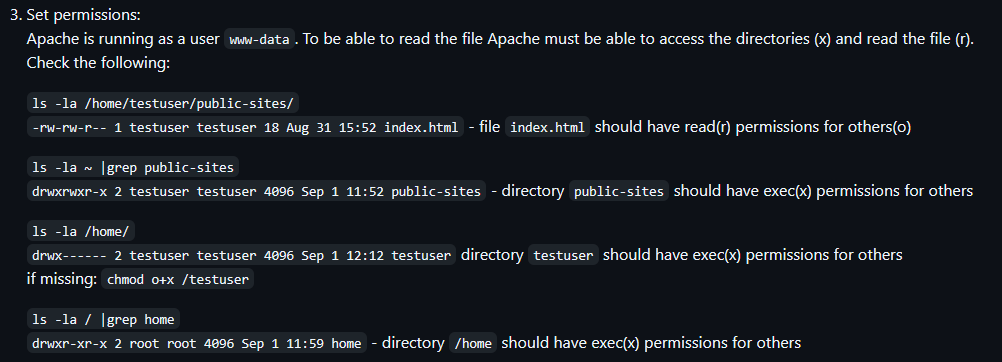 3. Set permissions:
Apache is running as a user www-data. To be able to read the file Apache must be able to access the directories (x) and read the file (r).
Check the following:
ls -la /home/testuser/public-sites/
-rw-rw-r-- 1 testuser testuser 18 Aug 31 15:52 index.html - file index.html should have read(r) permissions for others(o)
ls -la ~ |grep public-sites
drwxrwxr-x 2 testuser testuser 4096 Sep 1 11:52 public-sites - directory public-sites should have exec(x) permissions for others
ls -la /home/
drwx------ 2 testuser testuser 4096 Sep 1 12:12 testuser directory testuser should have exec(x) permissions for others
if missing: chmod o+x /testuser
ls -la / |grep home
drwxr-xr-x 2 root root 4096 Sep 1 11:59 home - directory /home should have exec(x) permissions for others